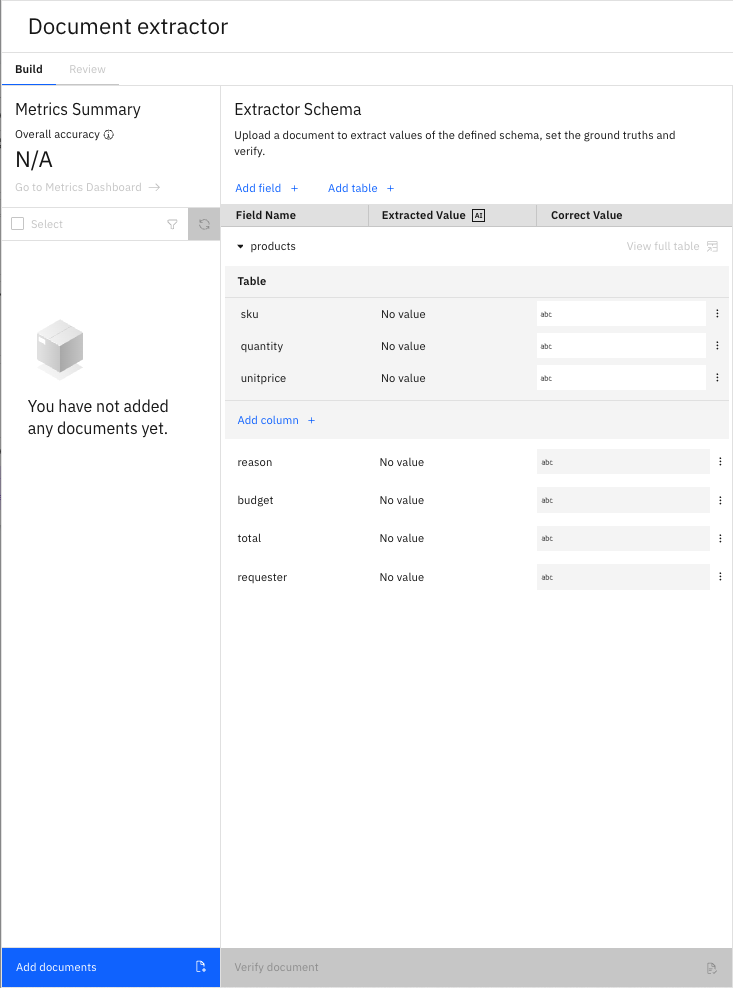 Document extractor
Build
Review
Metrics Summary
Overall accuracy
N/A
Go to Metrics Dashboard
Select
You have not added
any documents yet.
Add documents
Extractor Schema
Upload a document to extract values of the defined schema, set the ground truths and
verify.
Add field +
Add table +
Field Name
Extracted Value AI
Correct Value
products
View full table
Table
sku No value abc
quantity No value abc
unitprice No value abc
Add column +
reason No value abc
budget No value abc
total No value abc
requester No value abc
Verify document